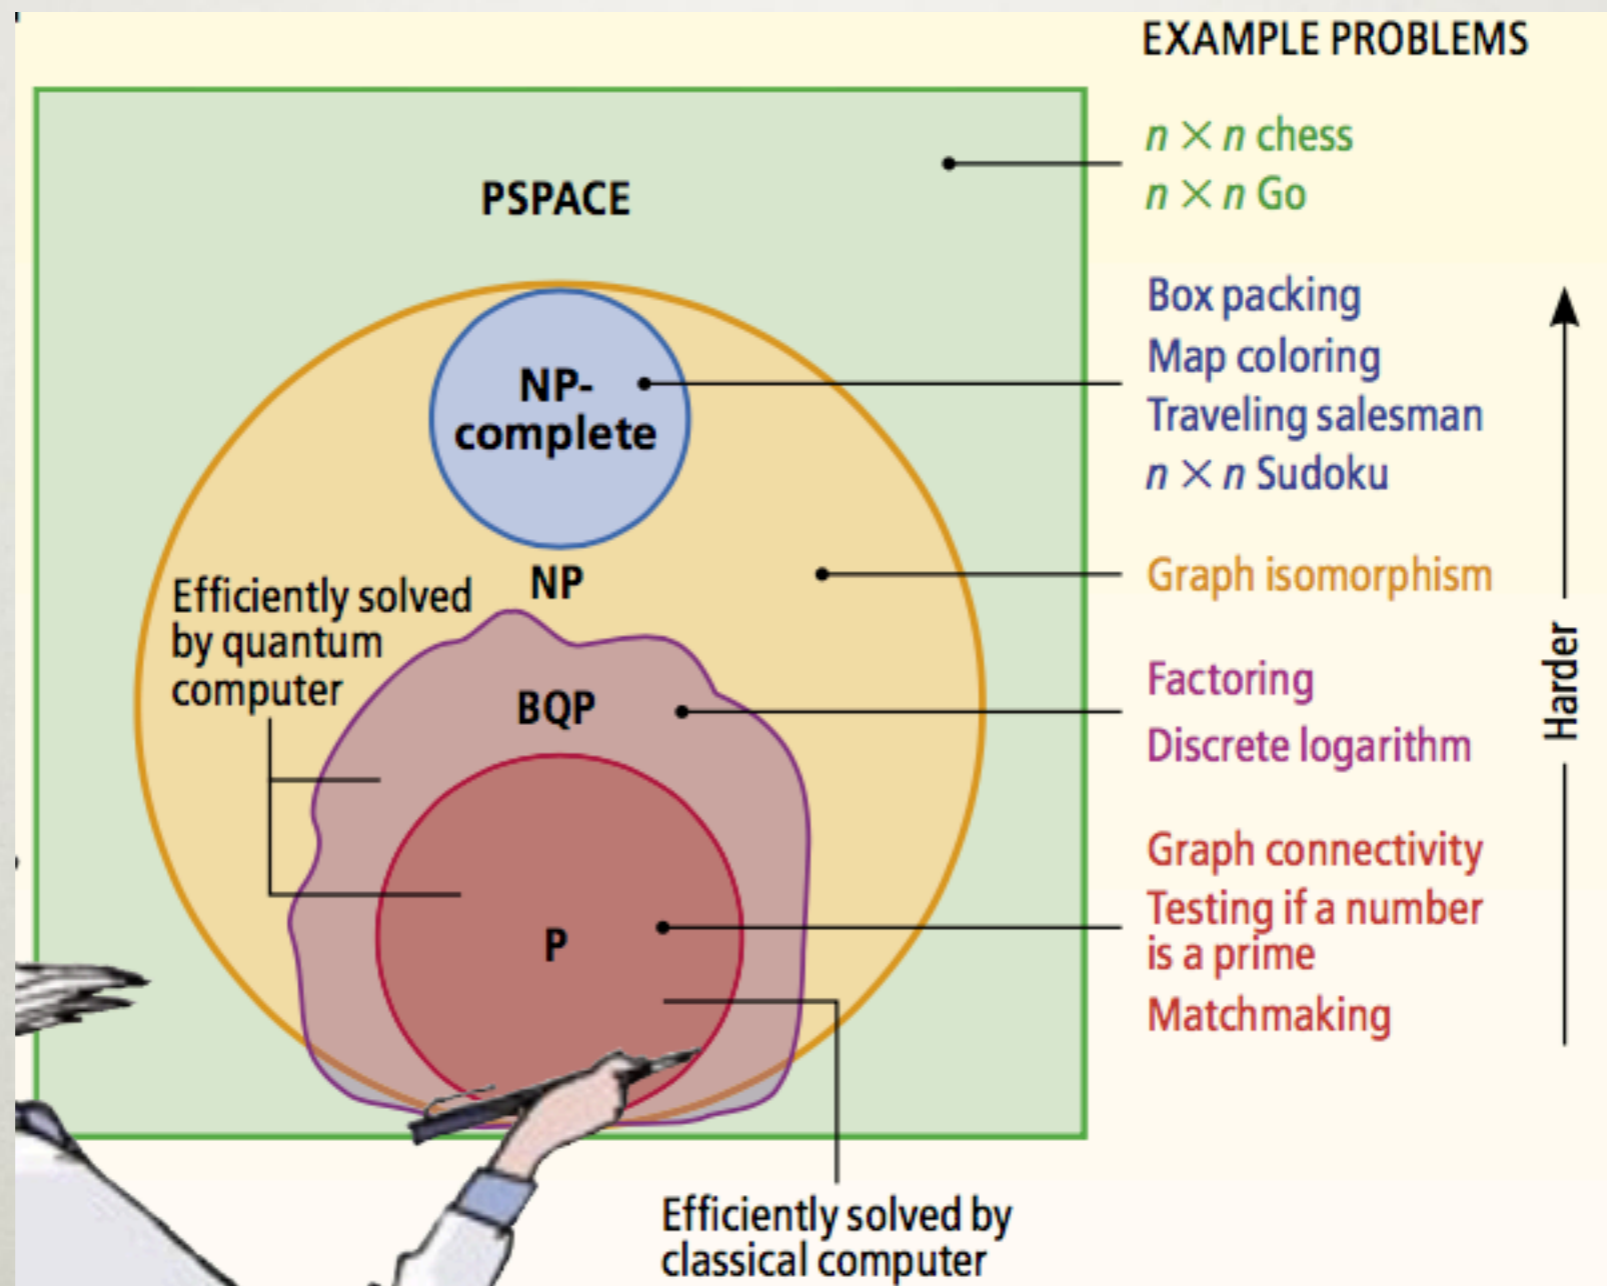 EXAMPLE PROBLEMS
n × n chess
n × n Go
PSPACE
Box packing
Map coloring
Traveling salesman
n × n Sudoku
NP-
complete
NP
Graph isomorphism
Efficiently solved
by quantum
computer
BQP
Factoring
Discrete logarithm
Harder
P
Graph connectivity
Testing if a number
is a prime
Matchmaking
Efficiently solved by
classical computer